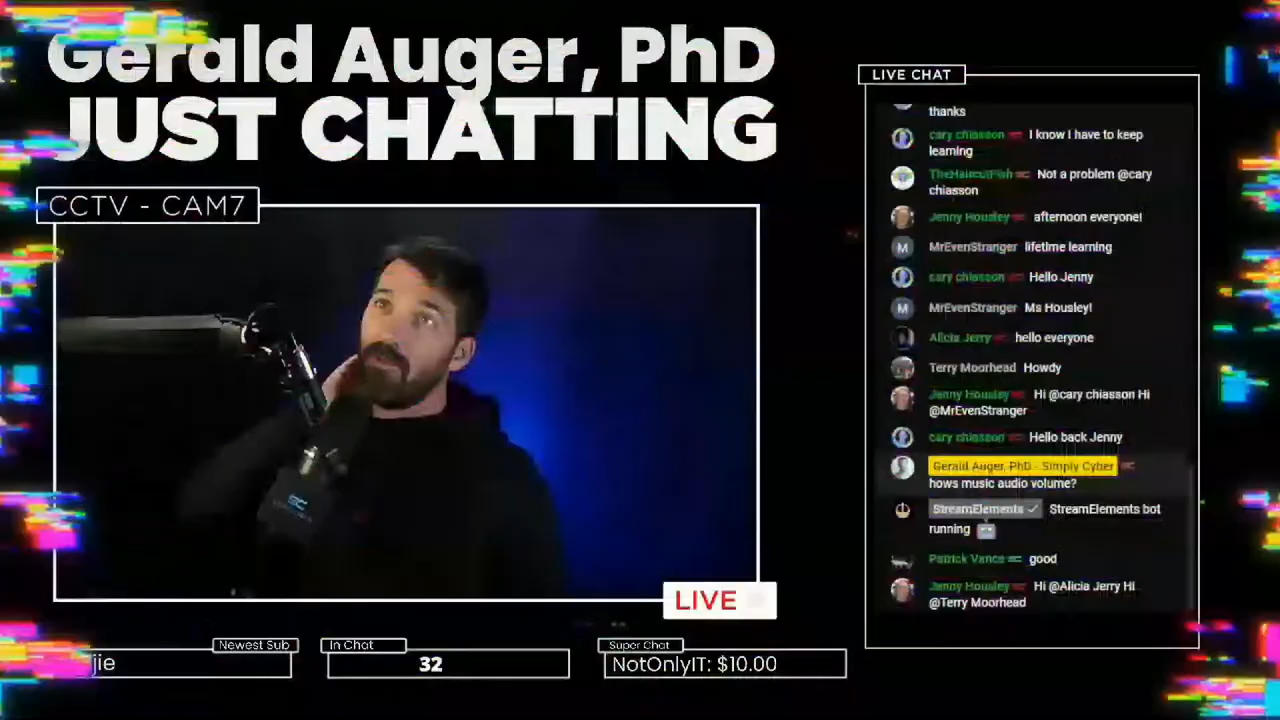 Gerald Auger, PhD
JUST CHATTING
CCTV - CAM7
LIVE
Newest Sub
jie
In Chat
32
Super Chat
NotOnlyIT: $10.00
LIVE CHAT
thanks
cary chiasson I know I have to keep
learning
TheHaircutFish Not a problem @cary
chiasson
Jenny Housley afternoon everyone!
M MrEvenStranger lifetime learning
cary chiasson Hello Jenny
M MrEvenStranger Ms Housley!
Alicia Jerry hello everyone
Terry Moorhead Howdy
Jenny Housley Hi @cary chiasson Hi
@MrEvenStranger
cary chiasson Hello back Jenny
Gerald Auger, PhD - Simply Cyber
hows music audio volume?
StreamElements StreamElements bot
running
Patrick Vance good
Jenny Housley Hi @Alicia Jerry Hi
@Terry Moorhead